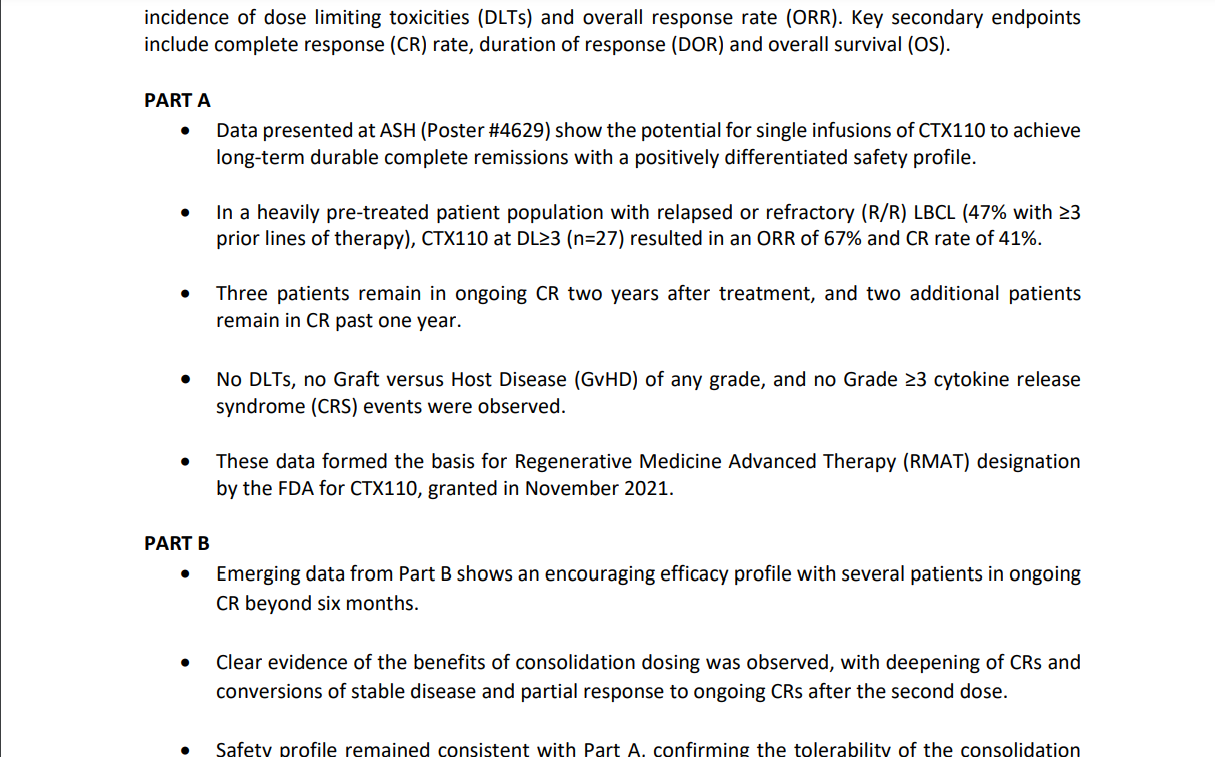 incidence of dose limiting toxicities (DLTs) and overall response rate (ORR). Key secondary endpoints
include complete response (CR) rate, duration of response (DOR) and overall survival (OS).
PART A
• Data presented at ASH (Poster #4629) show the potential for single infusions of CTX110 to achieve
long-term durable complete remissions with a positively differentiated safety profile.
• In a heavily pre-treated patient population with relapsed or refractory (R/R) LBCL (47% with ≥3
prior lines of therapy), CTX110 at DL≥3 (n=27) resulted in an ORR of 67% and CR rate of 41%.
• Three patients remain in ongoing CR two years after treatment, and two additional patients
remain in CR past one year.
• No DLTs, no Graft versus Host Disease (GvHD) of any grade, and no Grade ≥3 cytokine release
syndrome (CRS) events were observed.
• These data formed the basis for Regenerative Medicine Advanced Therapy (RMAT) designation
by the FDA for CTX110, granted in November 2021.
PART B
• Emerging data from Part B shows an encouraging efficacy profile with several patients in ongoing
CR beyond six months.
• Clear evidence of the benefits of consolidation dosing was observed, with deepening of CRs and
conversions of stable disease and partial response to ongoing CRs after the second dose.
• Safety profile remained consistent with Part A, confirming the tolerability of the consolidation